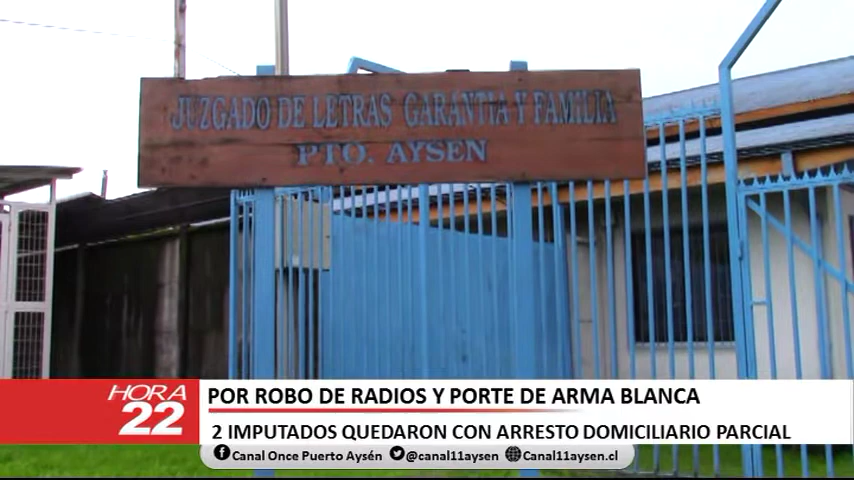 JUZGADO DE LETRAS GARANTIA Y FAMILIA
PTO. AYSEN
HORA
22
POR ROBO DE RADIOS Y PORTE DE ARMA BLANCA
2 IMPUTADOS QUEDARON CON ARRESTO DOMICILIARIO PARCIAL
Canal Once Puerto Aysén @canal11aysen Canal11aysen.cl